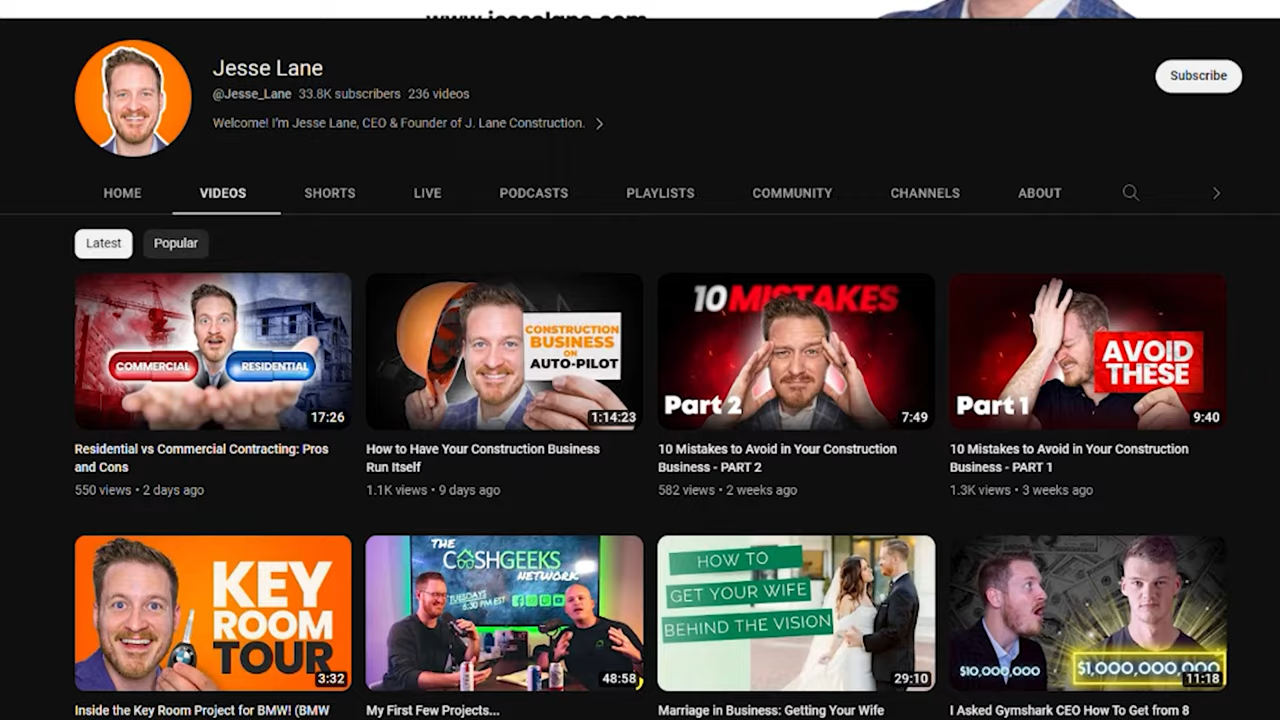 www.jesselane.com
Jesse Lane
@Jesse_Lane 33.8K subscribers 236 videos
Welcome! I'm Jesse Lane, CEO & Founder of J. Lane Construction.
Subscribe
HOME VIDEOS SHORTS LIVE PODCASTS PLAYLISTS COMMUNITY CHANNELS ABOUT
Latest Popular
COMMERCIAL RESIDENTIAL
17:26
CONSTRUCTION
BUSINESS
ON
AUTO-PILOT
1:14:23
10 MISTAKES
Part 2
7:49
AVOID
THESE
Part 1
9:40
Residential vs Commercial Contracting: Pros
and Cons
550 views • 2 days ago
How to Have Your Construction Business
Run Itself
1.1K views • 9 days ago
10 Mistakes to Avoid in Your Construction
Business - PART 2
582 views • 2 weeks ago
10 Mistakes to Avoid in Your Construction
Business - PART 1
1.3K views • 3 weeks ago
KEY
ROOM
TOUR
3:32
THE
CASHGEEKS
NETWORK
TUESDAYS
6:30 PM EST
48:58
HOW TO
GET YOUR WIFE
BEHIND THE VISION
29:10
$10,000,000
$1,000,000,000
11:18
Inside the Key Room Project for BMW! (BMW
My First Few Projects...
Marriage in Business: Getting Your Wife
I Asked Gymshark CEO How To Get from 8